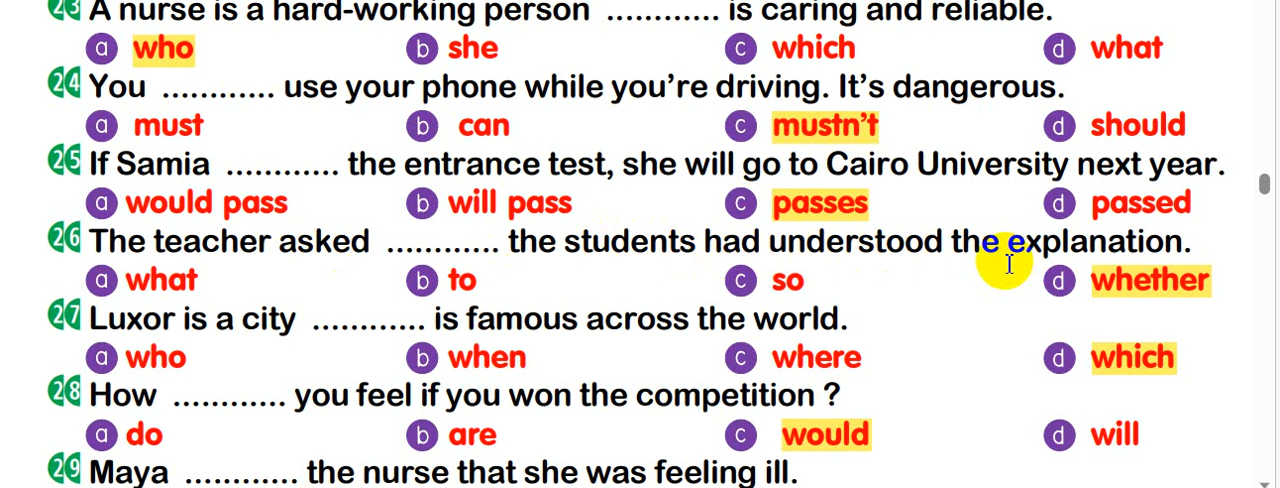 23 A nurse is a hard-working person ............ is caring and reliable.
a who b she c which d what
24 You ............ use your phone while you're driving. It's dangerous.
a must b can c mustn't d should
25 If Samia ............ the entrance test, she will go to Cairo University next year.
a would pass b will pass c passes d passed
26 The teacher asked ............ the students had understood the explanation.
a what b to c so d whether
27 Luxor is a city ............ is famous across the world.
a who b when c where d which
28 How ............ you feel if you won the competition ?
a do b are c would d will
29 Maya ............ the nurse that she was feeling ill.